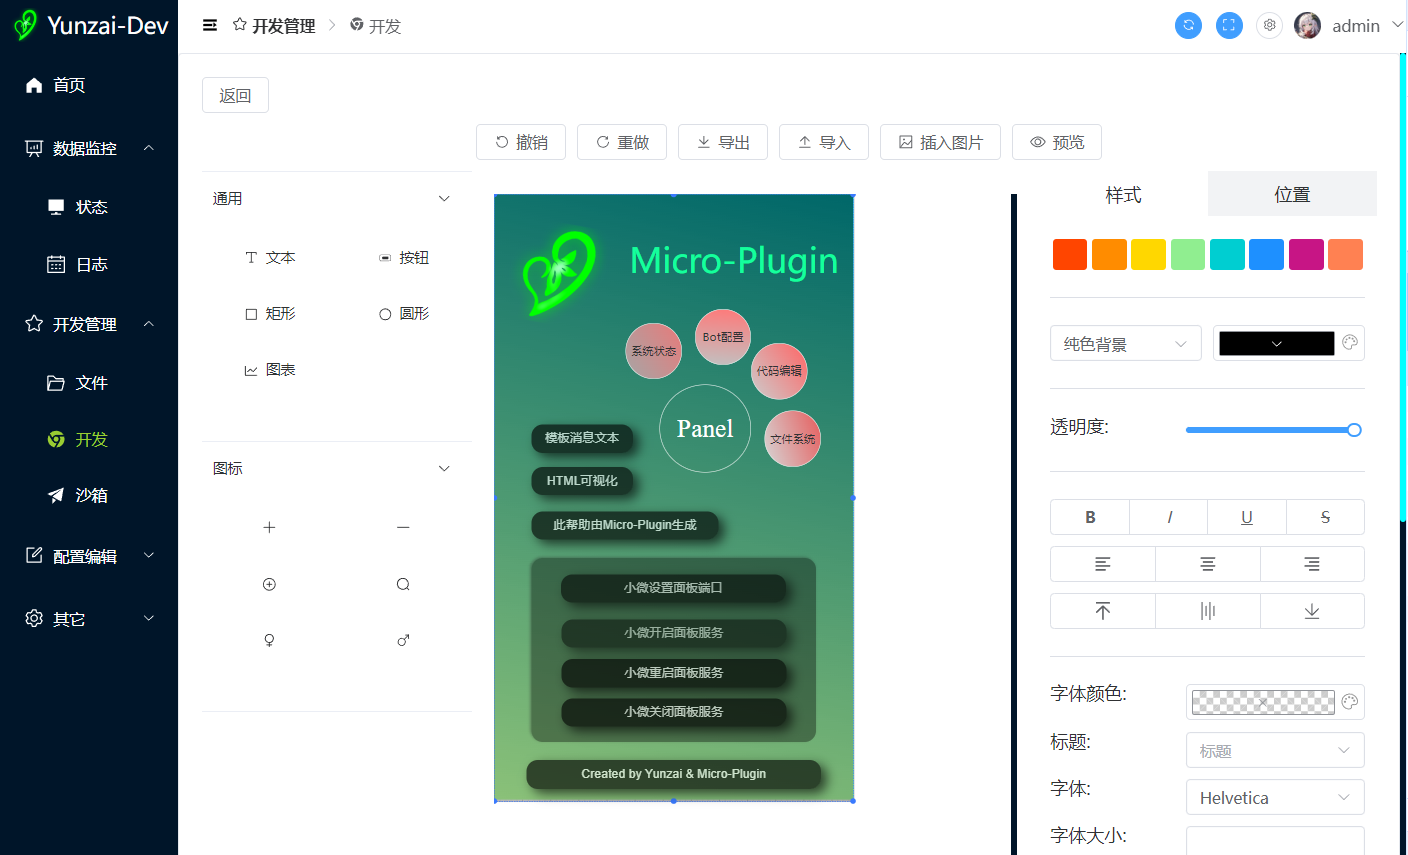 Yunzai-Dev
首页
数据监控
状态
日志
开发管理
文件
开发
沙箱
配置编辑
其它
开发管理
开发
admin
返回
撤销
重做
导出
导入
插入图片
预览
通用
文本
按钮
矩形
圆形
图表
图标
Micro-Plugin
系统状态
Bot配置
代码编辑
Panel
文件系统
模板消息文本
HTML可视化
此帮助由Micro-Plugin生成
小微设置面板端口
小微开启面板服务
小微重启面板服务
小微关闭面板服务
Created by Yunzai & Micro-Plugin
样式
位置
纯色背景
透明度:
B
I
U
S
字体颜色:
标题:
标题
字体:
Helvetica
字体大小: